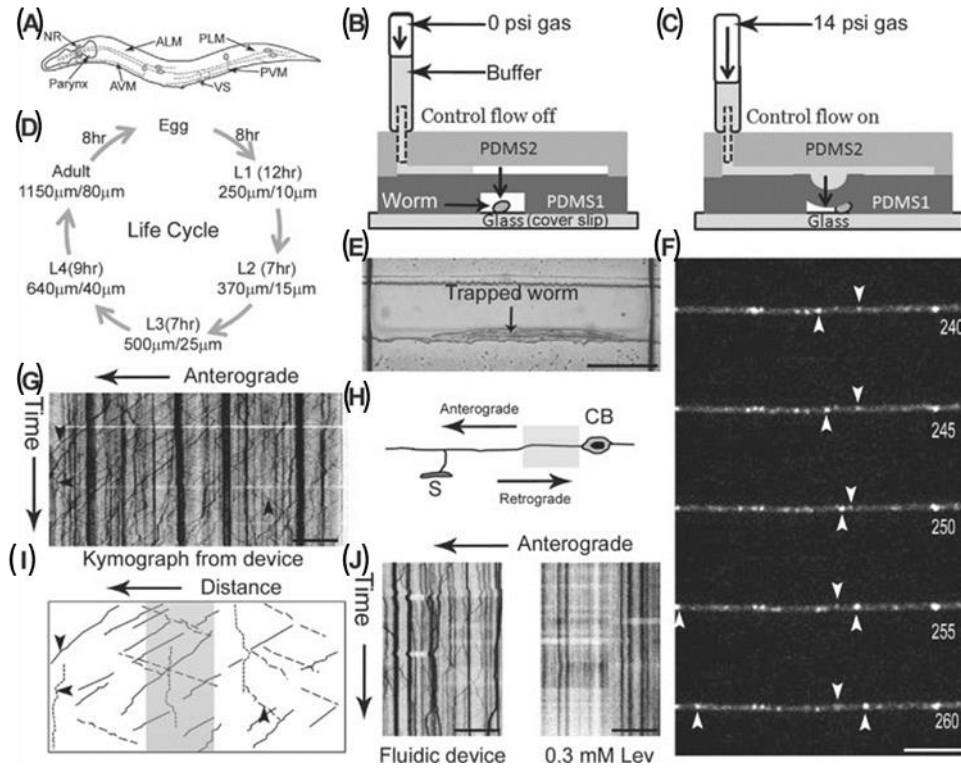 (A)
NR
ALM
PLM
Parynx
AVM
VS
PVM
(B)
0 psi gas
Buffer
Control flow off
PDMS2
Worm
PDMS1
Glass (cover slip)
(C)
14 psi gas
Control flow on
PDMS2
PDMS1
Glass
(D)
Egg
8hr
8hr
Adult
1150μm/80μm
L1 (12hr)
250μm/10μm
Life Cycle
L4(9hr)
640μm/40μm
L2 (7hr)
370μm/15μm
L3(7hr)
500μm/25μm
(E)
Trapped worm
(F)
240
245
250
255
260
(G)
Anterograde
Time
Kymograph from device
(H)
Anterograde
CB
S
Retrograde
(I)
Distance
(J)
Anterograde
Time
Fluidic device
0.3 mM Lev